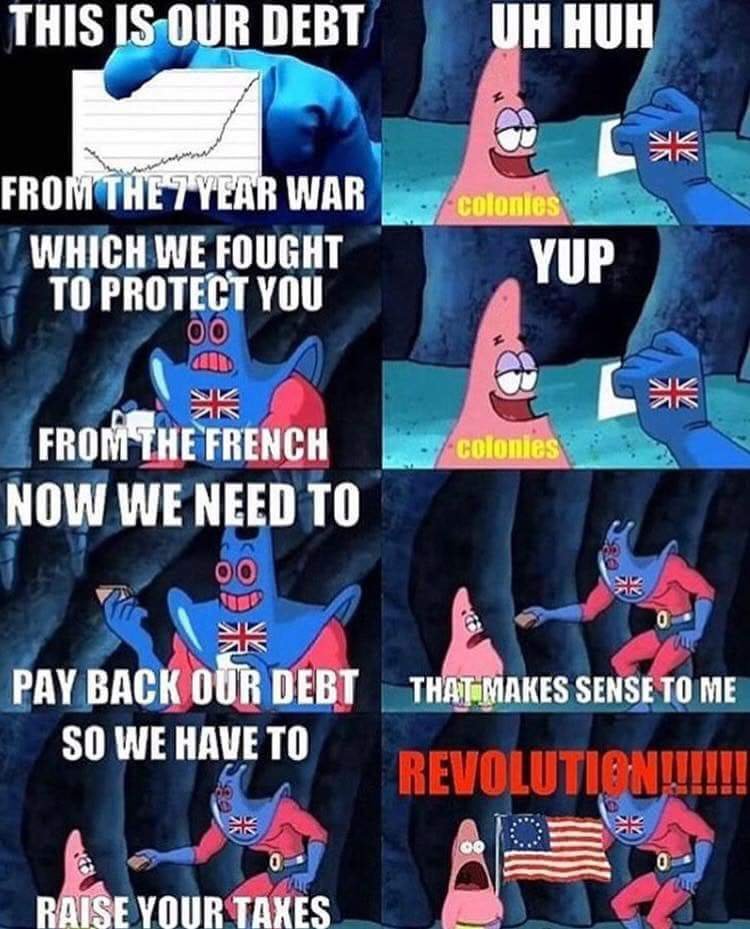 THIS IS OUR DEBT
FROM THE 7 YEAR WAR
UH HUH
colonies
WHICH WE FOUGHT
TO PROTECT YOU
FROM THE FRENCH
YUP
colonies
NOW WE NEED TO
PAY BACK OUR DEBT
THAT MAKES SENSE TO ME
SO WE HAVE TO
RAISE YOUR TAXES
REVOLUTION!!!!!!